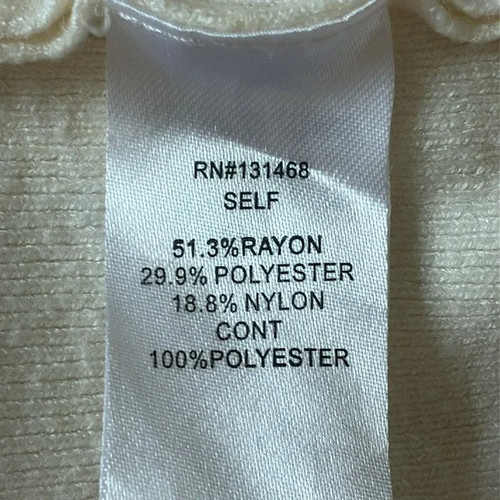 RN#131468
SELF
51.3%RAYON
29.9% POLYESTER
18.8% NYLON
CONT
100%POLYESTER